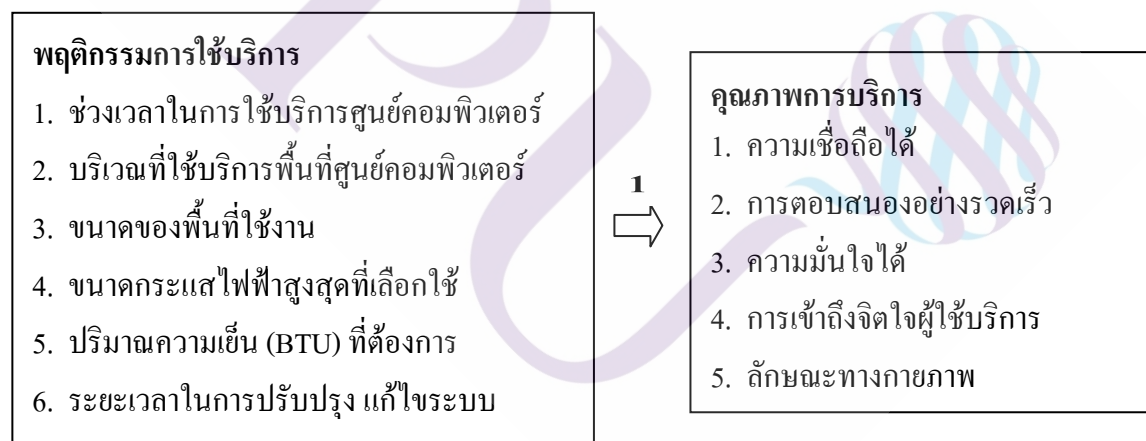 พฤติกรรมการใช้บริการ
1. ช่วงเวลาในการใช้บริการศูนย์คอมพิวเตอร์
2. บริเวณที่ใช้บริการพื้นที่ศูนย์คอมพิวเตอร์
3. ขนาดของพื้นที่ใช้งาน
4. ขนาดกระแสไฟฟ้าสูงสุดที่เลือกใช้
5. ปริมาณความเย็น (BTU) ที่ต้องการ
6. ระยะเวลาในการปรับปรุง แก้ไขระบบ
1
คุณภาพการบริการ
1. ความเชื่อถือได้
2. การตอบสนองอย่างรวดเร็ว
3. ความมั่นใจได้
4. การเข้าถึงจิตใจผู้ใช้บริการ
5. ลักษณะทางกายภาพ